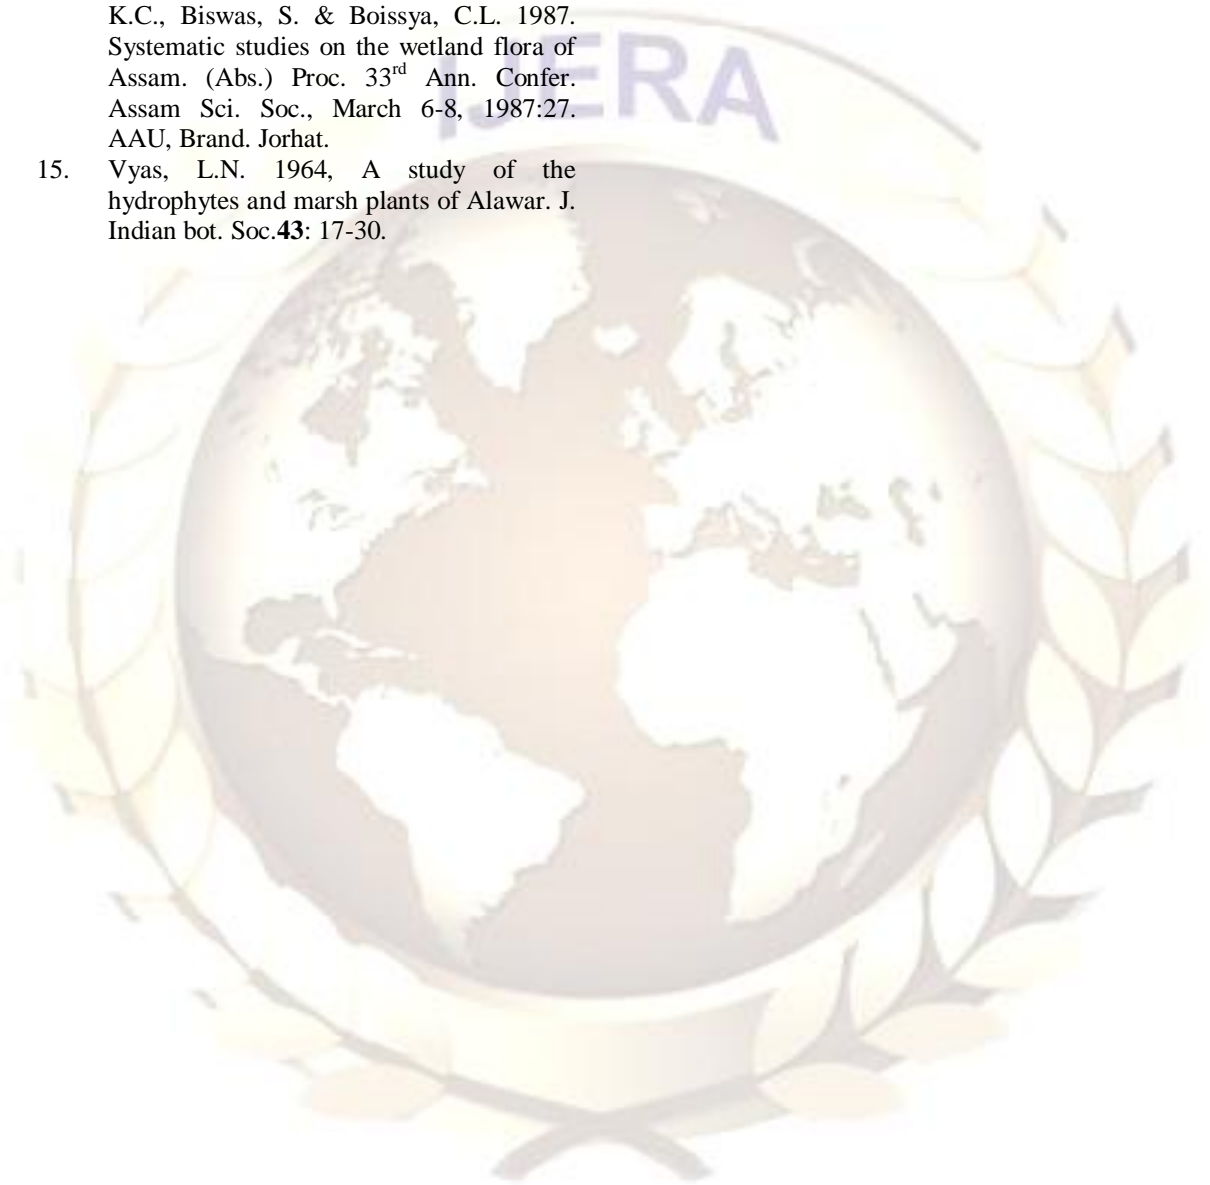 IJERA
K.C., Biswas, S. & Boissya, C.L. 1987.
Systematic studies on the wetland flora of
Assam. (Abs.) Proc. 33rd Ann. Confer.
Assam Sci. Soc., March 6-8, 1987:27.
AAU, Brand. Jorhat.
15. Vyas, L.N. 1964, A study of the
hydrophytes and marsh plants of Alawar. J.
Indian bot. Soc.43: 17-30.